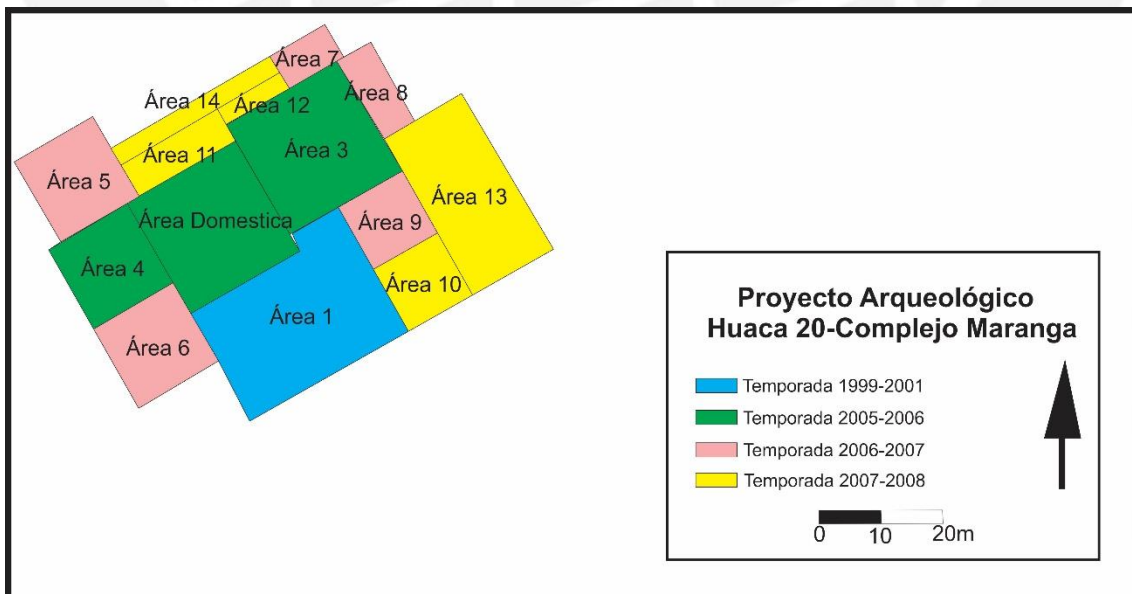 Área 7
Área 14
Área 12
Área 8
Área 11
Área 3
Área 5
Área 13
Área Domestica
Área 9
Área 4
Área 10
Área 1
Área 6
Proyecto Arqueológico
Huaca 20-Complejo Maranga
Temporada 1999-2001
Temporada 2005-2006
Temporada 2006-2007
Temporada 2007-2008
0 10 20m